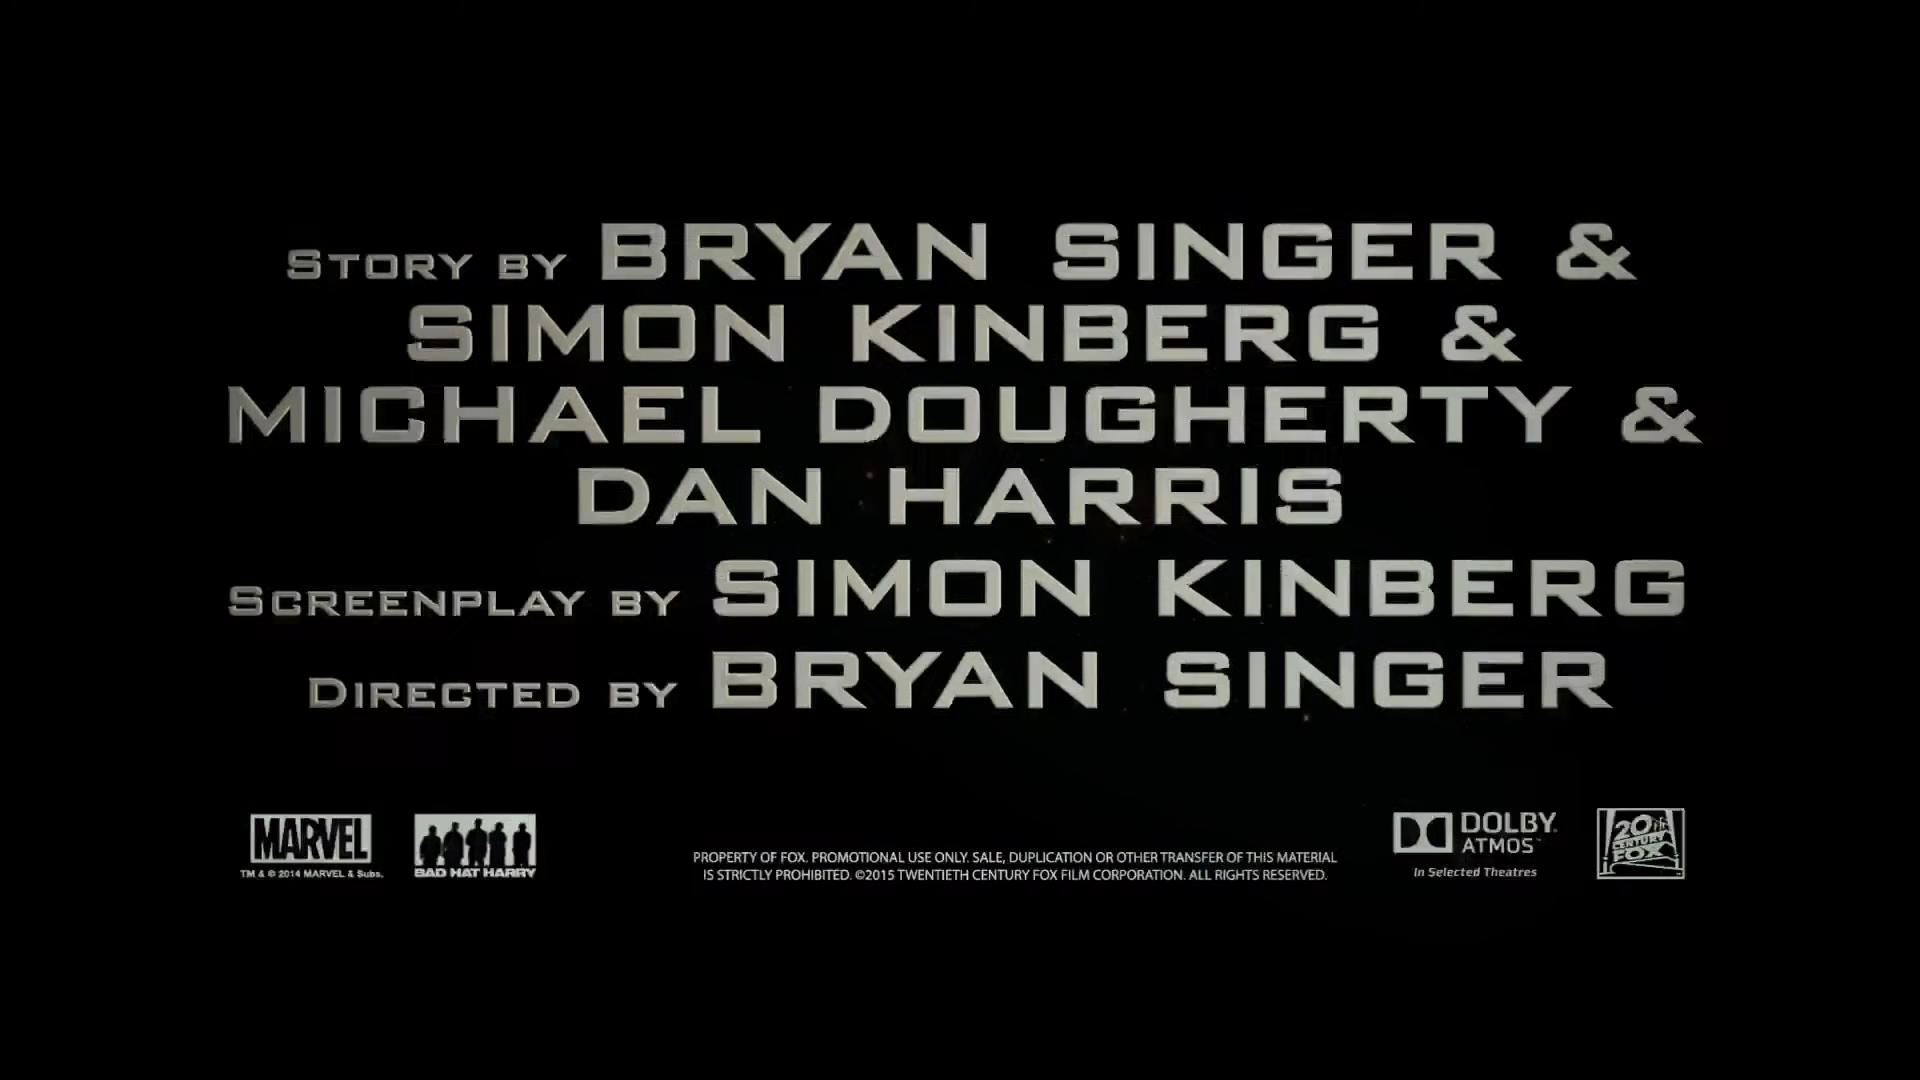 STORY BY BRYAN SINGER &
SIMON KINBERG &
MICHAEL DOUGHERTY &
DAN HARRIS
SCREENPLAY BY SIMON KINBERG
DIRECTED BY BRYAN SINGER
MARVEL
TM & © 2014 MARVEL & Subs.
BAD HAT HARRY
PROPERTY OF FOX. PROMOTIONAL USE ONLY. SALE, DUPLICATION OR OTHER TRANSFER OF THIS MATERIAL
IS STRICTLY PROHIBITED. ©2015 TWENTIETH CENTURY FOX FILM CORPORATION. ALL RIGHTS RESERVED.
DOLBY
ATMOS™
In Selected Theatres
20th
CENTURY
FOX